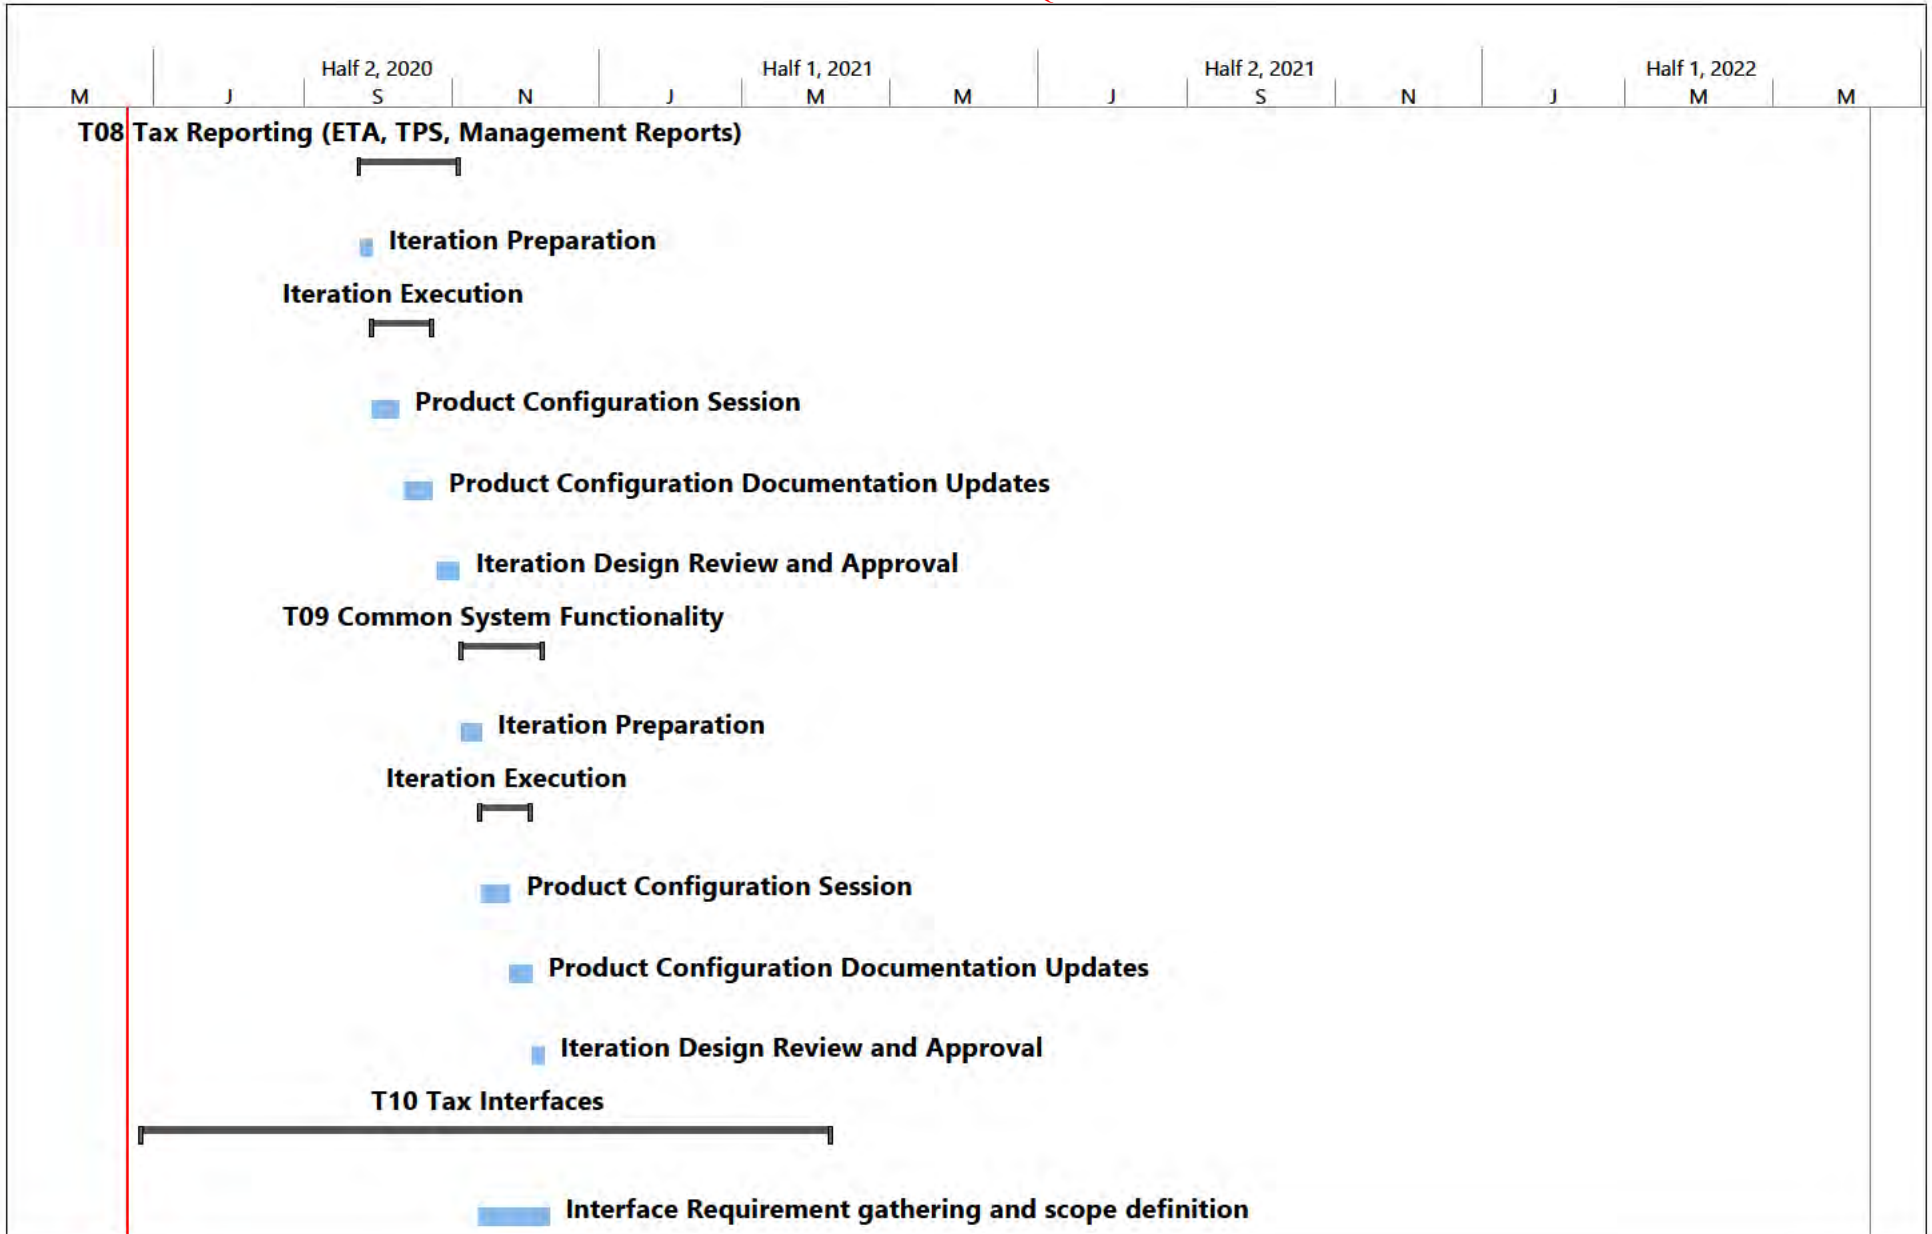 Half 2, 2020 Half 1, 2021 Half 2, 2021 Half 1, 2022
M J S N J M M J S N J M M
T08 Tax Reporting (ETA, TPS, Management Reports)
Iteration Preparation
Iteration Execution
Product Configuration Session
Product Configuration Documentation Updates
Iteration Design Review and Approval
T09 Common System Functionality
Iteration Preparation
Iteration Execution
Product Configuration Session
Product Configuration Documentation Updates
Iteration Design Review and Approval
T10 Tax Interfaces
Interface Requirement gathering and scope definition